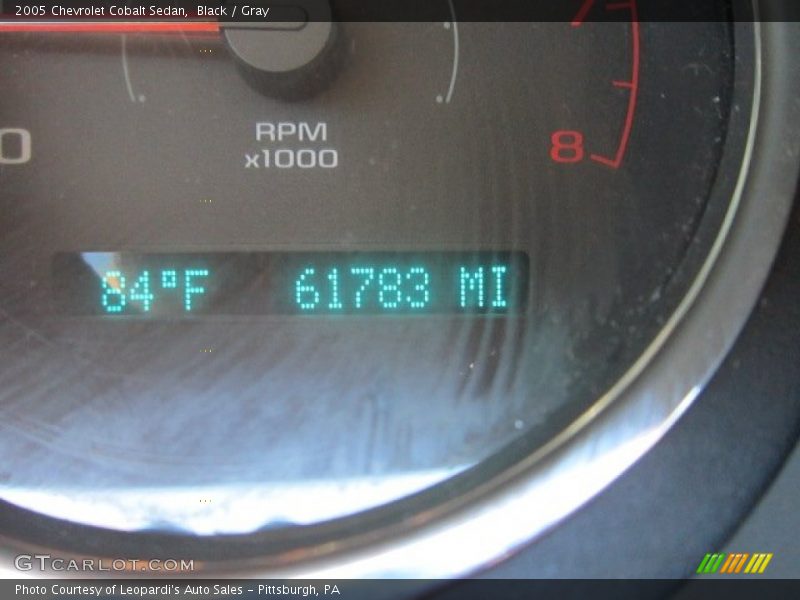 2005 Chevrolet Cobalt Sedan,  Black / Gray
RPM
x1000
0
8
84°F 61783 MI
GTCARLOT.COM
Photo Courtesy of Leopardi's Auto Sales - Pittsburgh, PA